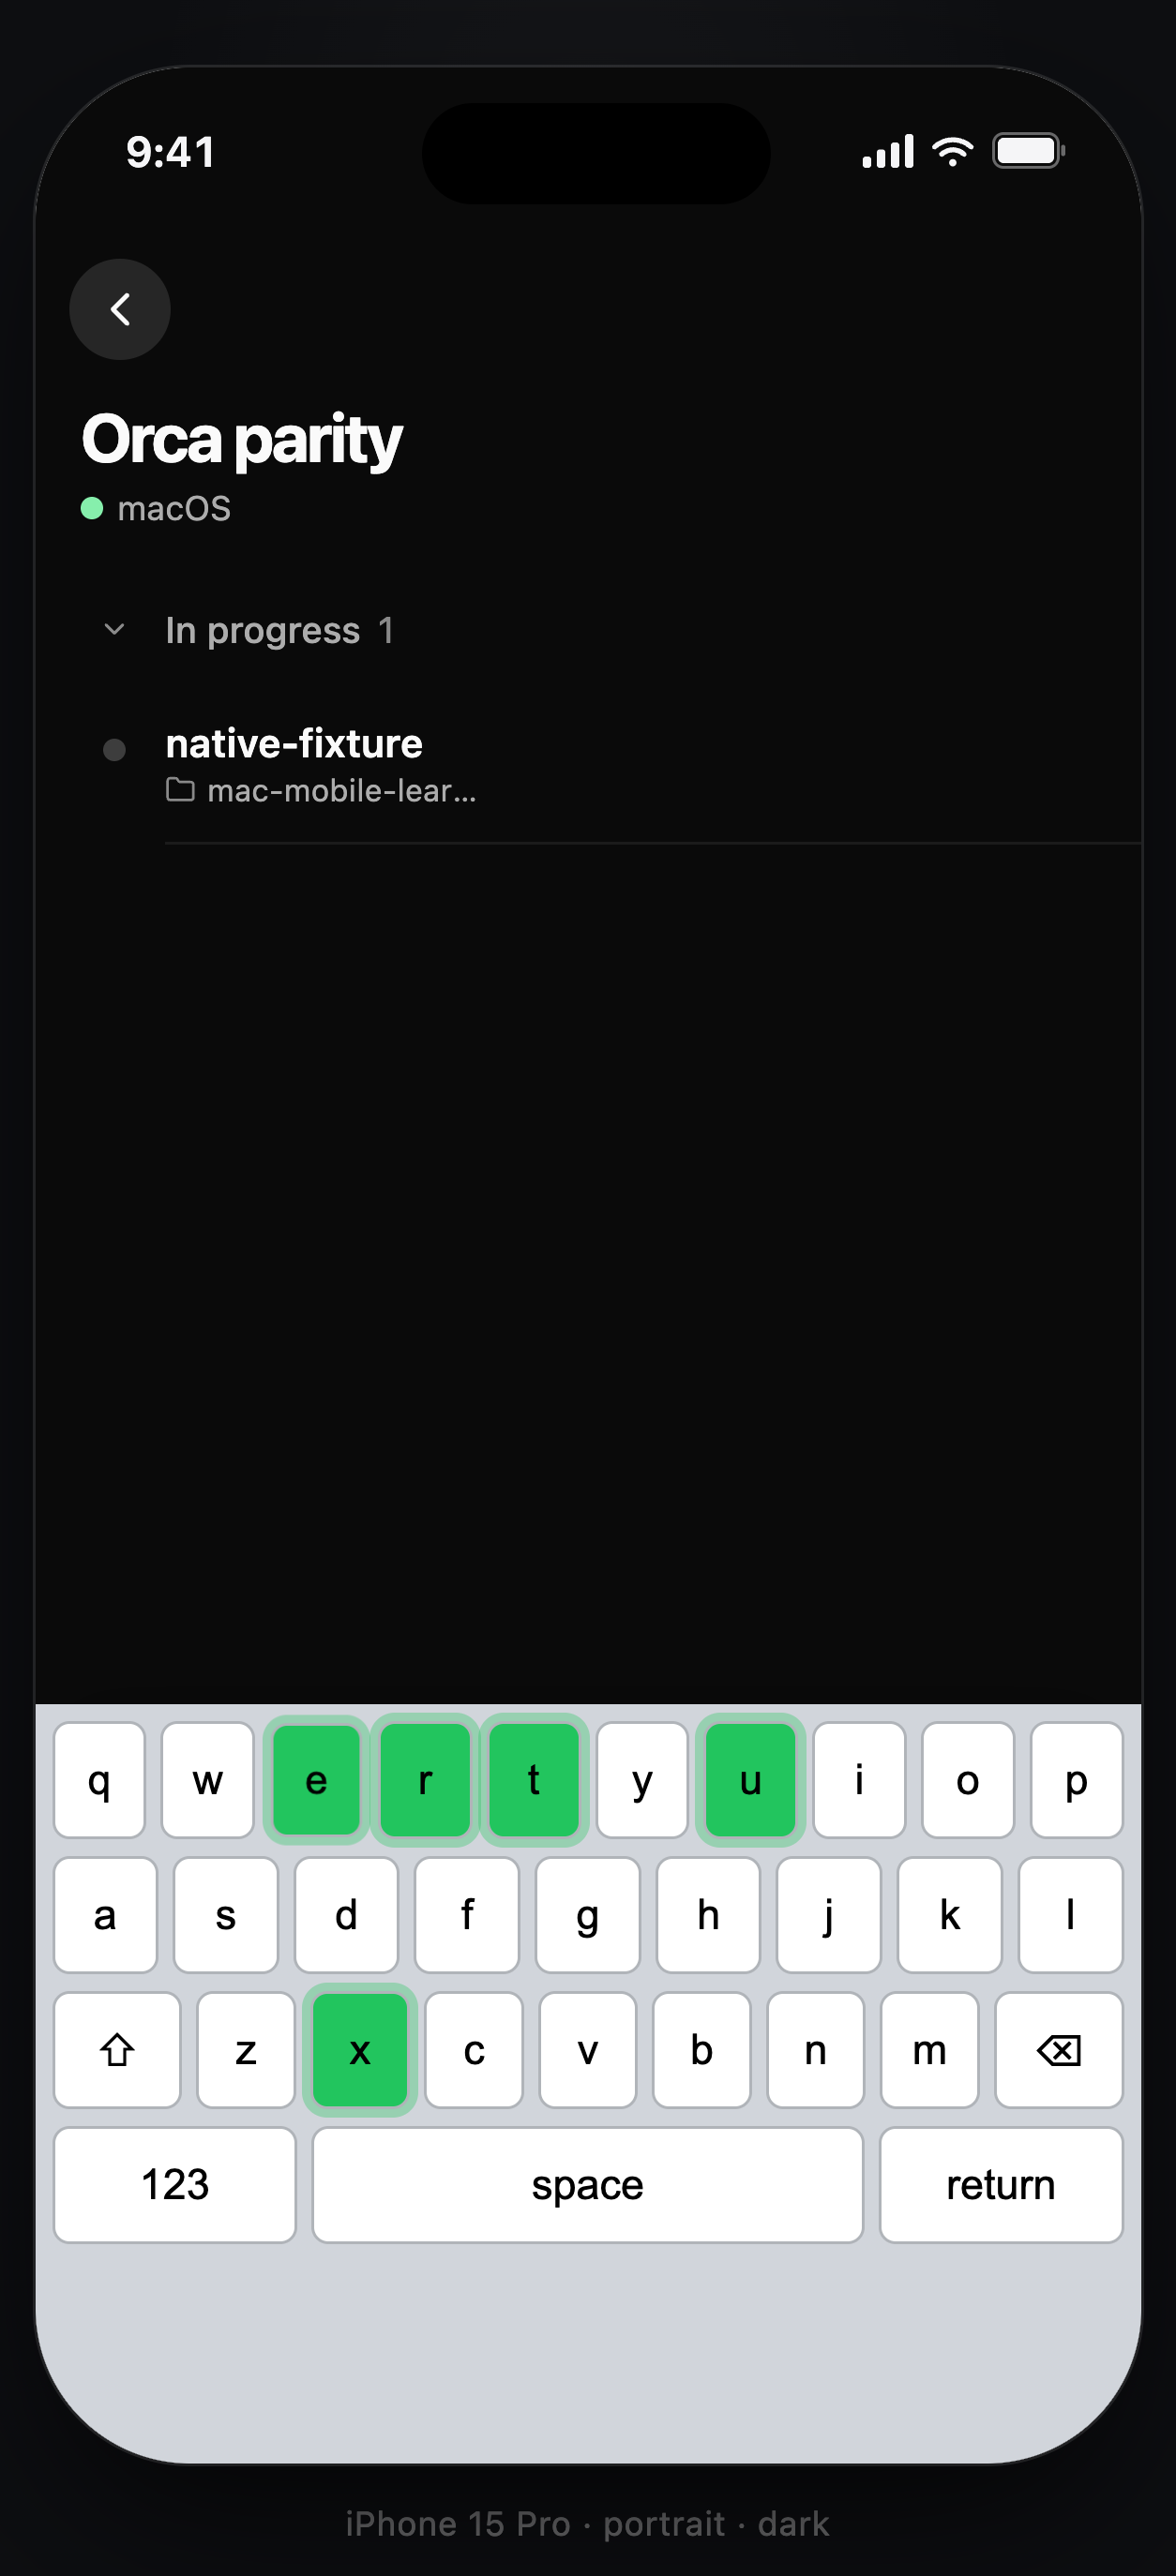 9:41
Orca parity
macOS
In progress 1
native-fixture
mac-mobile-lear...
q w e r t y u i o p
a s d f g h j k l
z x c v b n m
123 space return
iPhone 15 Pro · portrait · dark